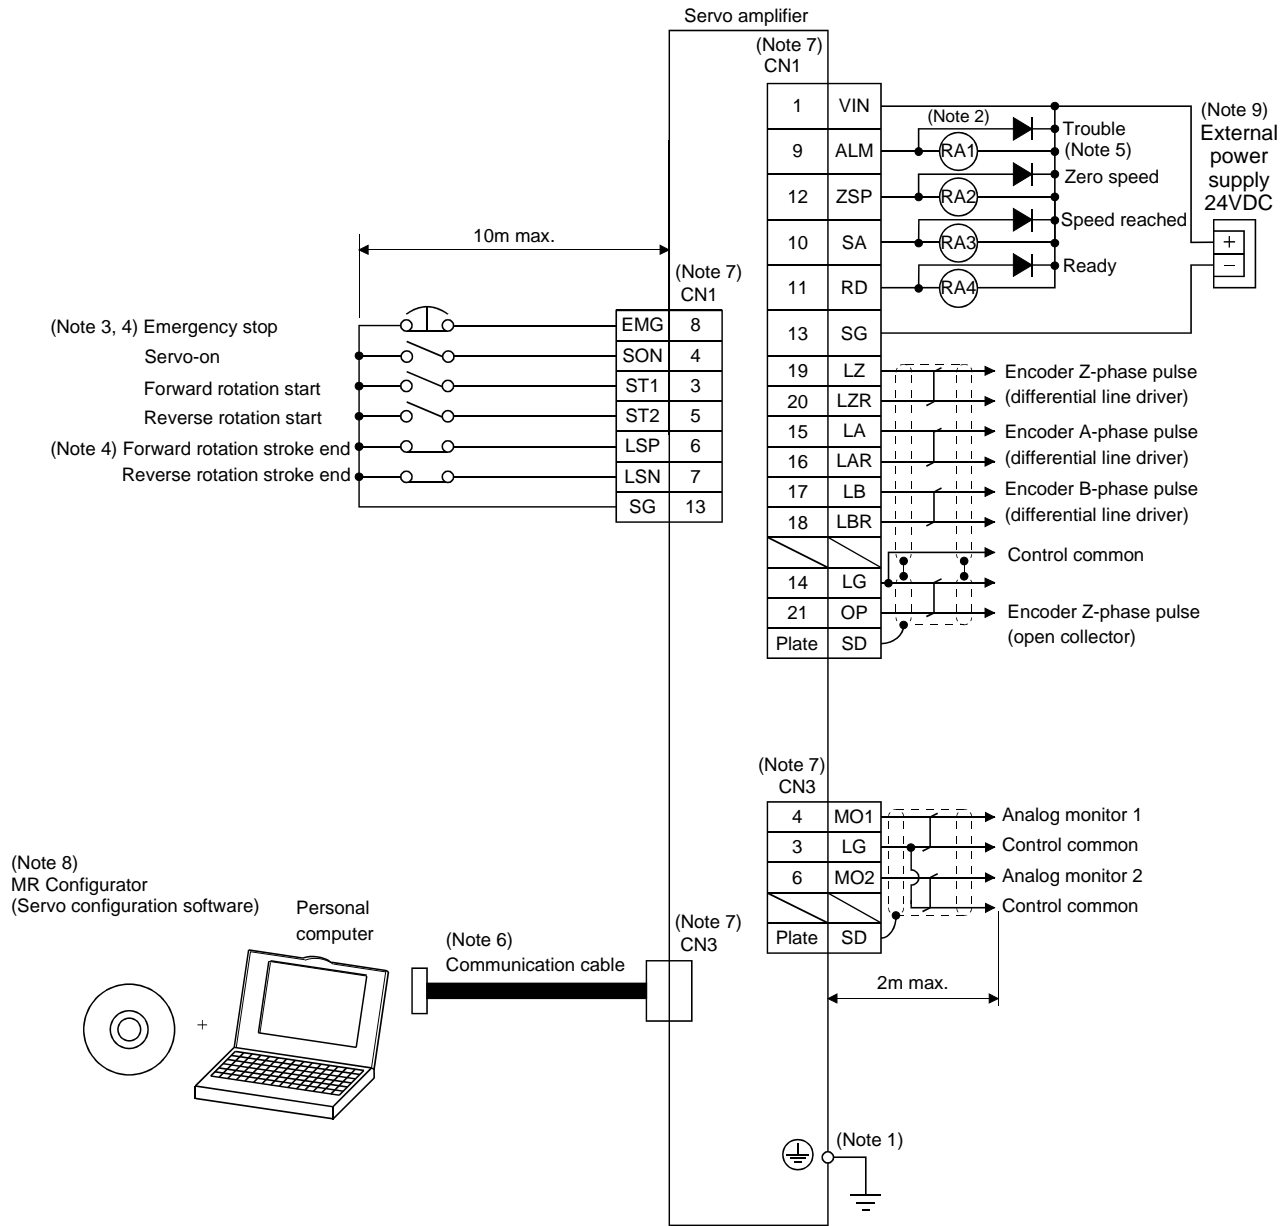 Servo amplifier
(Note 7)
CN1
1 VIN
9 ALM
12 ZSP
10 SA
11 RD
13 SG
19 LZ
20 LZR
15 LA
16 LAR
17 LB
18 LBR
14 LG
21 OP
Plate SD
(Note 2)
RA1
RA2
RA3
RA4
Trouble
(Note 5)
Zero speed
Speed reached
Ready
(Note 9)
External
power
supply
24VDC
+
−
Encoder Z-phase pulse
(differential line driver)
Encoder A-phase pulse
(differential line driver)
Encoder B-phase pulse
(differential line driver)
Control common
Encoder Z-phase pulse
(open collector)
10m max.
(Note 7)
CN1
(Note 3, 4) Emergency stop
EMG 8
Servo-on
SON 4
Forward rotation start
ST1 3
Reverse rotation start
ST2 5
(Note 4) Forward rotation stroke end
LSP 6
Reverse rotation stroke end
LSN 7
SG 13
(Note 7)
CN3
4 MO1
3 LG
6 MO2
Plate SD
Analog monitor 1
Control common
Analog monitor 2
Control common
2m max.
(Note 8)
MR Configurator
(Servo configuration software)
+
Personal
computer
(Note 6)
Communication cable
(Note 7)
CN3
(Note 1)